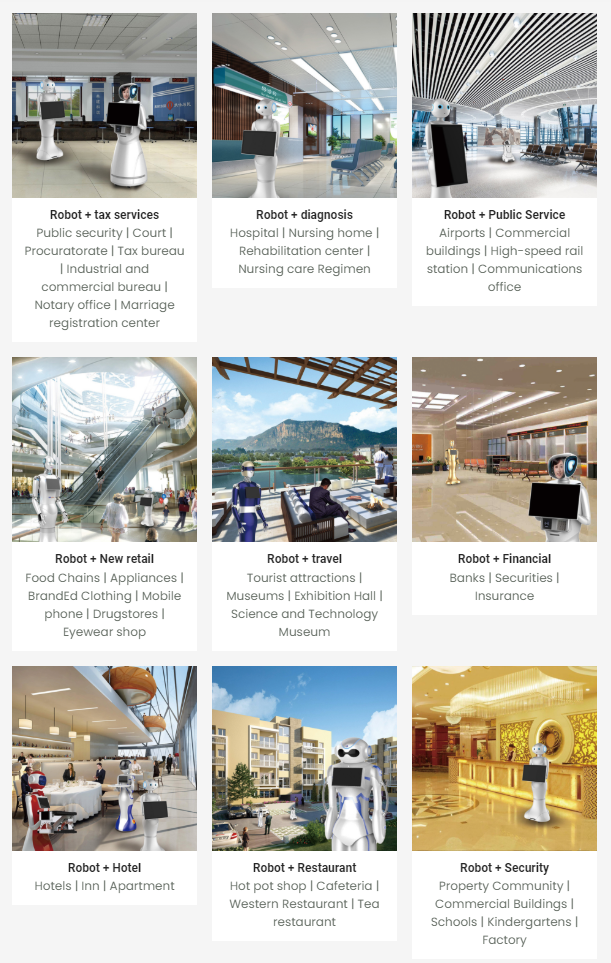 Robot + tax services
Public security | Court |
Procuratorate | Tax bureau
| Industrial and
commercial bureau |
Notary office | Marriage
registration center
Robot + diagnosis
Hospital | Nursing home |
Rehabilitation center |
Nursing care Regimen
Robot + Public Service
Airports | Commercial
buildings | High-speed rail
station | Communications
office
Robot + New retail
Food Chains | Appliances |
BrandEd Clothing | Mobile
phone | Drugstores |
Eyewear shop
Robot + travel
Tourist attractions |
Museums | Exhibition Hall |
Science and Technology
Museum
Robot + Financial
Banks | Securities |
Insurance
Robot + Hotel
Hotels | Inn | Apartment
Robot + Restaurant
Hot pot shop | Cafeteria |
Western Restaurant | Tea
restaurant
Robot + Security
Property Community |
Commercial Buildings |
Schools | Kindergartens |
Factory